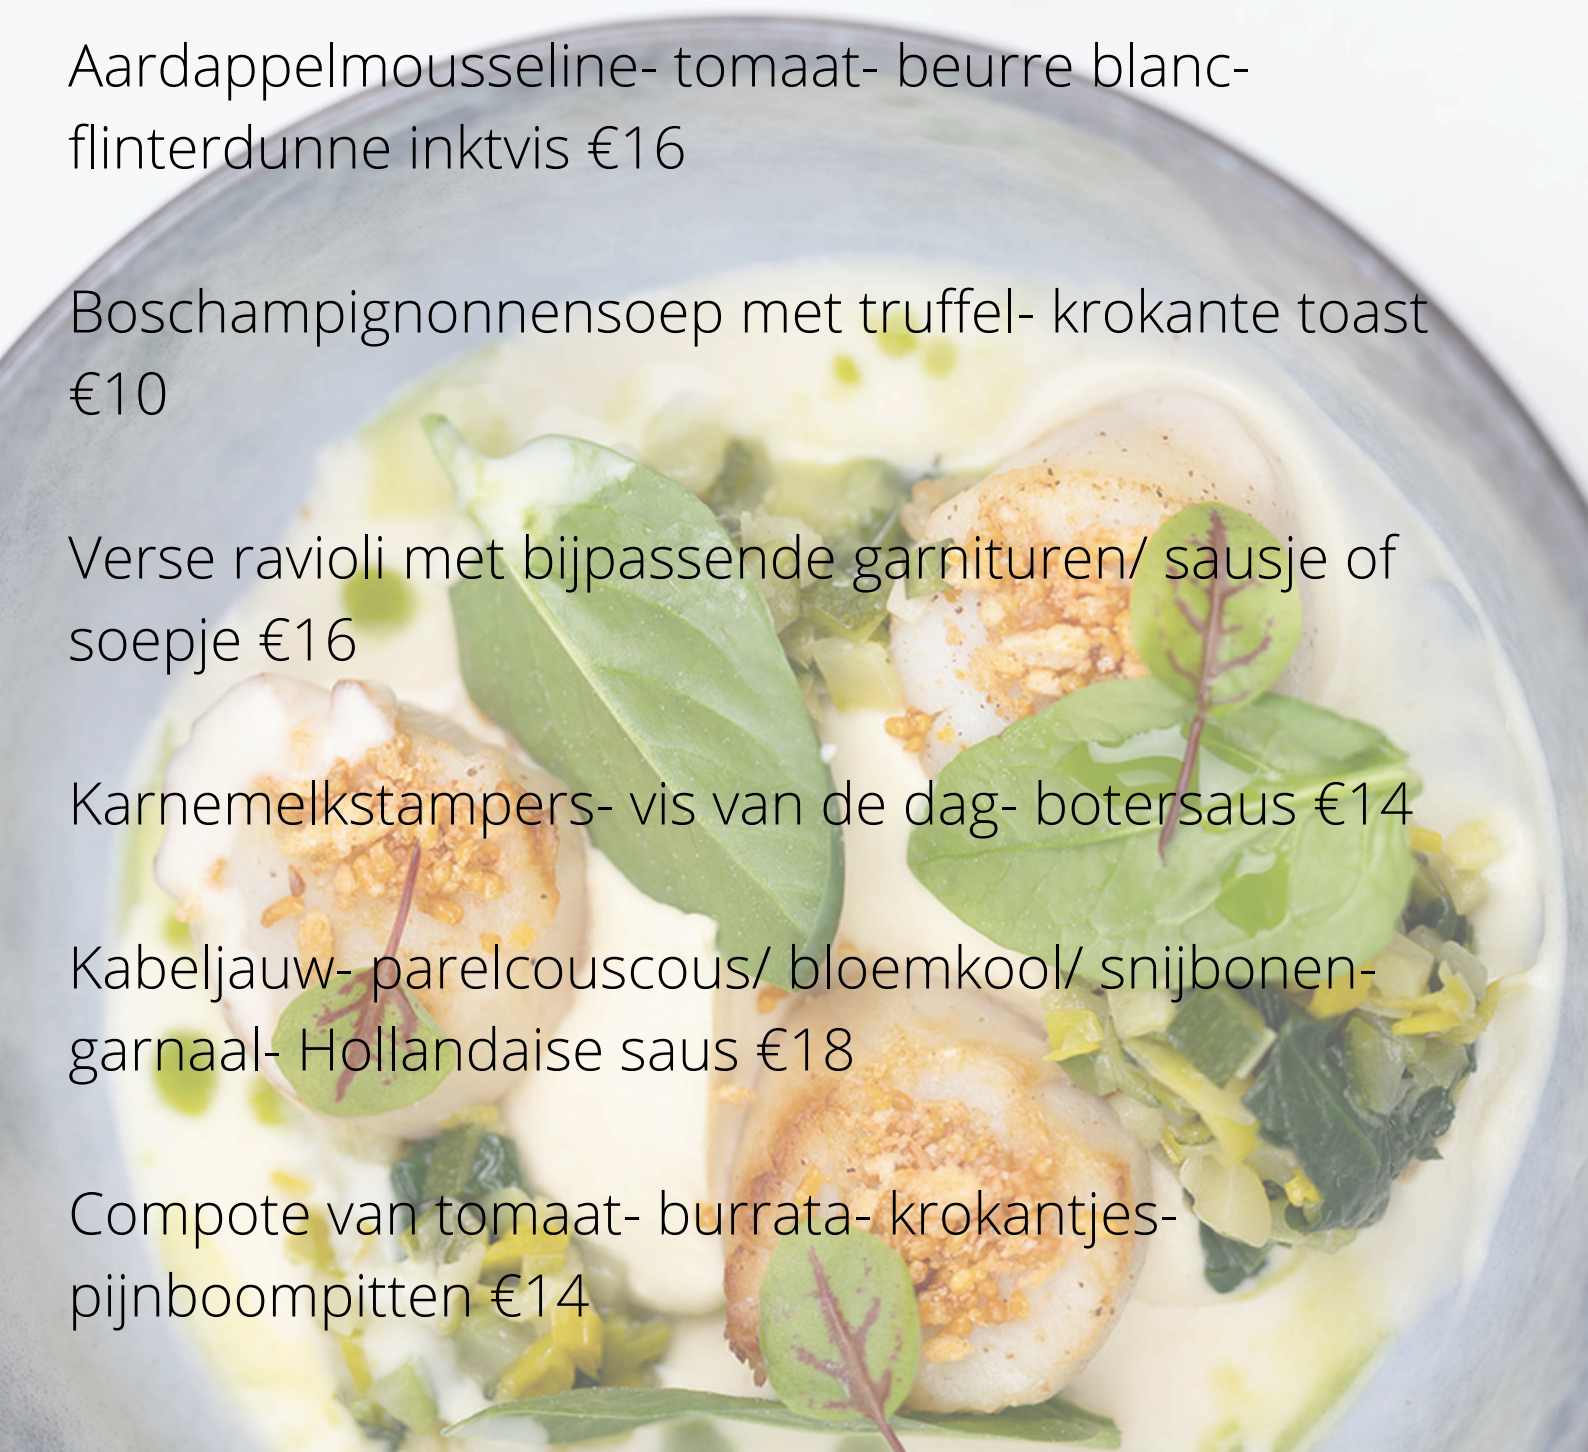 Aardappelmousseline- tomaat- beurre blanc-
flinterdunne inktvis €16
Boschampignonnensoep met truffel- krokante toast
€10
Verse ravioli met bijpassende garnituren/ sausje of
soepje €16
Karnemelkstampers- vis van de dag- botersaus €14
Kabeljauw- parelcouscous/ bloemkool/ snijbonen-
garnaal- Hollandaise saus €18
Compote van tomaat- burrata- krokantjes-
pijnboompitten €14